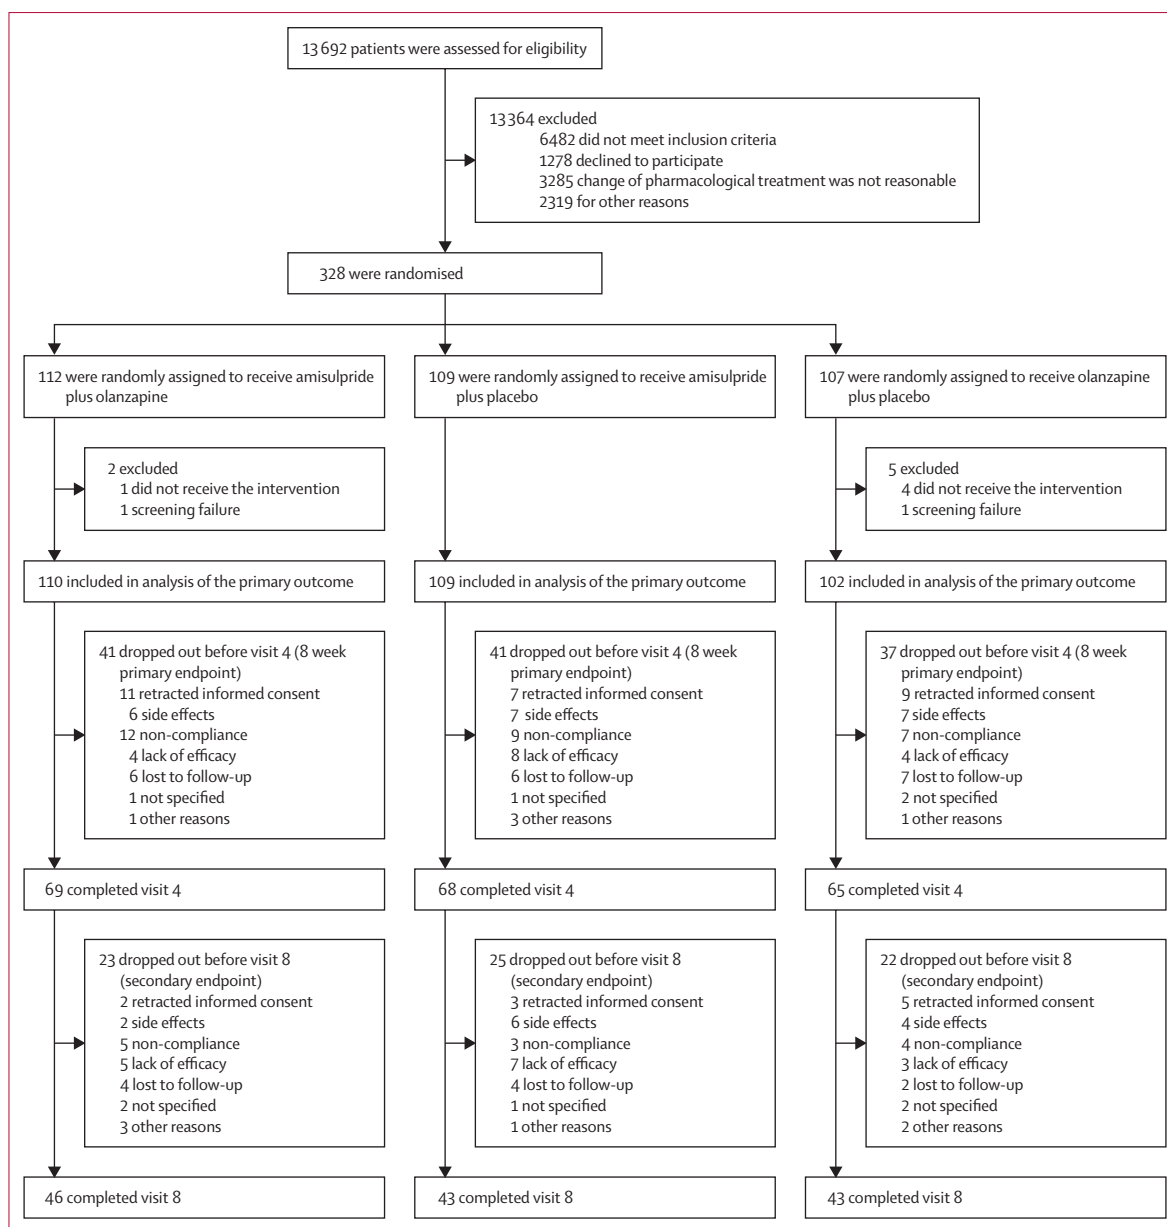 13 692 patients were assessed for eligibility
13 364 excluded
6482 did not meet inclusion criteria
1278 declined to participate
3285 change of pharmacological treatment was not reasonable
2319 for other reasons
328 were randomised
112 were randomly assigned to receive amisulpride
plus olanzapine
109 were randomly assigned to receive amisulpride
plus placebo
107 were randomly assigned to receive olanzapine
plus placebo
2 excluded
1 did not receive the intervention
1 screening failure
5 excluded
4 did not receive the intervention
1 screening failure
110 included in analysis of the primary outcome
109 included in analysis of the primary outcome
102 included in analysis of the primary outcome
41 dropped out before visit 4 (8 week
primary endpoint)
11 retracted informed consent
6 side effects
12 non-compliance
4 lack of efficacy
6 lost to follow-up
1 not specified
1 other reasons
41 dropped out before visit 4 (8 week
primary endpoint)
7 retracted informed consent
7 side effects
9 non-compliance
8 lack of efficacy
6 lost to follow-up
1 not specified
3 other reasons
37 dropped out before visit 4 (8 week
primary endpoint)
9 retracted informed consent
7 side effects
7 non-compliance
4 lack of efficacy
7 lost to follow-up
2 not specified
1 other reasons
69 completed visit 4
68 completed visit 4
65 completed visit 4
23 dropped out before visit 8
(secondary endpoint)
2 retracted informed consent
2 side effects
5 non-compliance
5 lack of efficacy
4 lost to follow-up
2 not specified
3 other reasons
25 dropped out before visit 8
(secondary endpoint)
3 retracted informed consent
6 side effects
3 non-compliance
7 lack of efficacy
4 lost to follow-up
1 not specified
1 other reasons
22 dropped out before visit 8
(secondary endpoint)
5 retracted informed consent
4 side effects
4 non-compliance
3 lack of efficacy
2 lost to follow-up
2 not specified
2 other reasons
46 completed visit 8
43 completed visit 8
43 completed visit 8